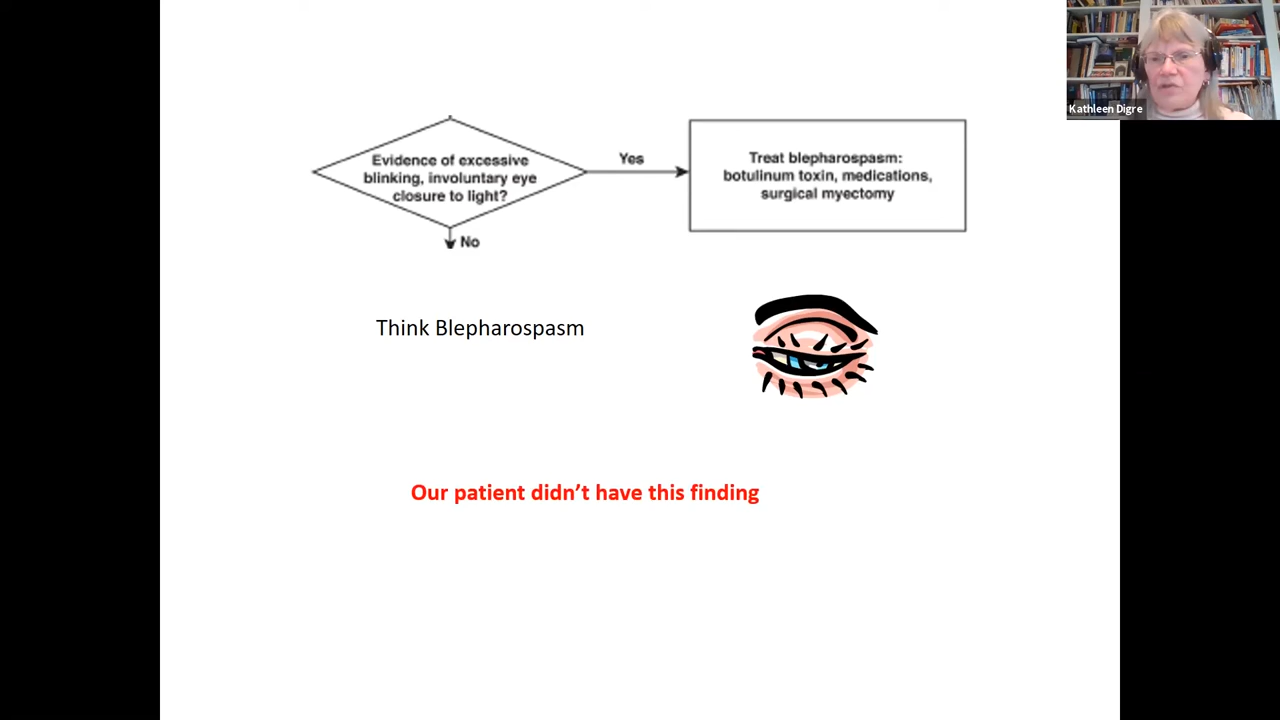 Kathleen Digre
Evidence of excessive
blinking, involuntary eye
closure to light?
Yes
Treat blepharospasm:
botulinum toxin, medications,
surgical myectomy
No
Think Blepharospasm
Our patient didn’t have this finding